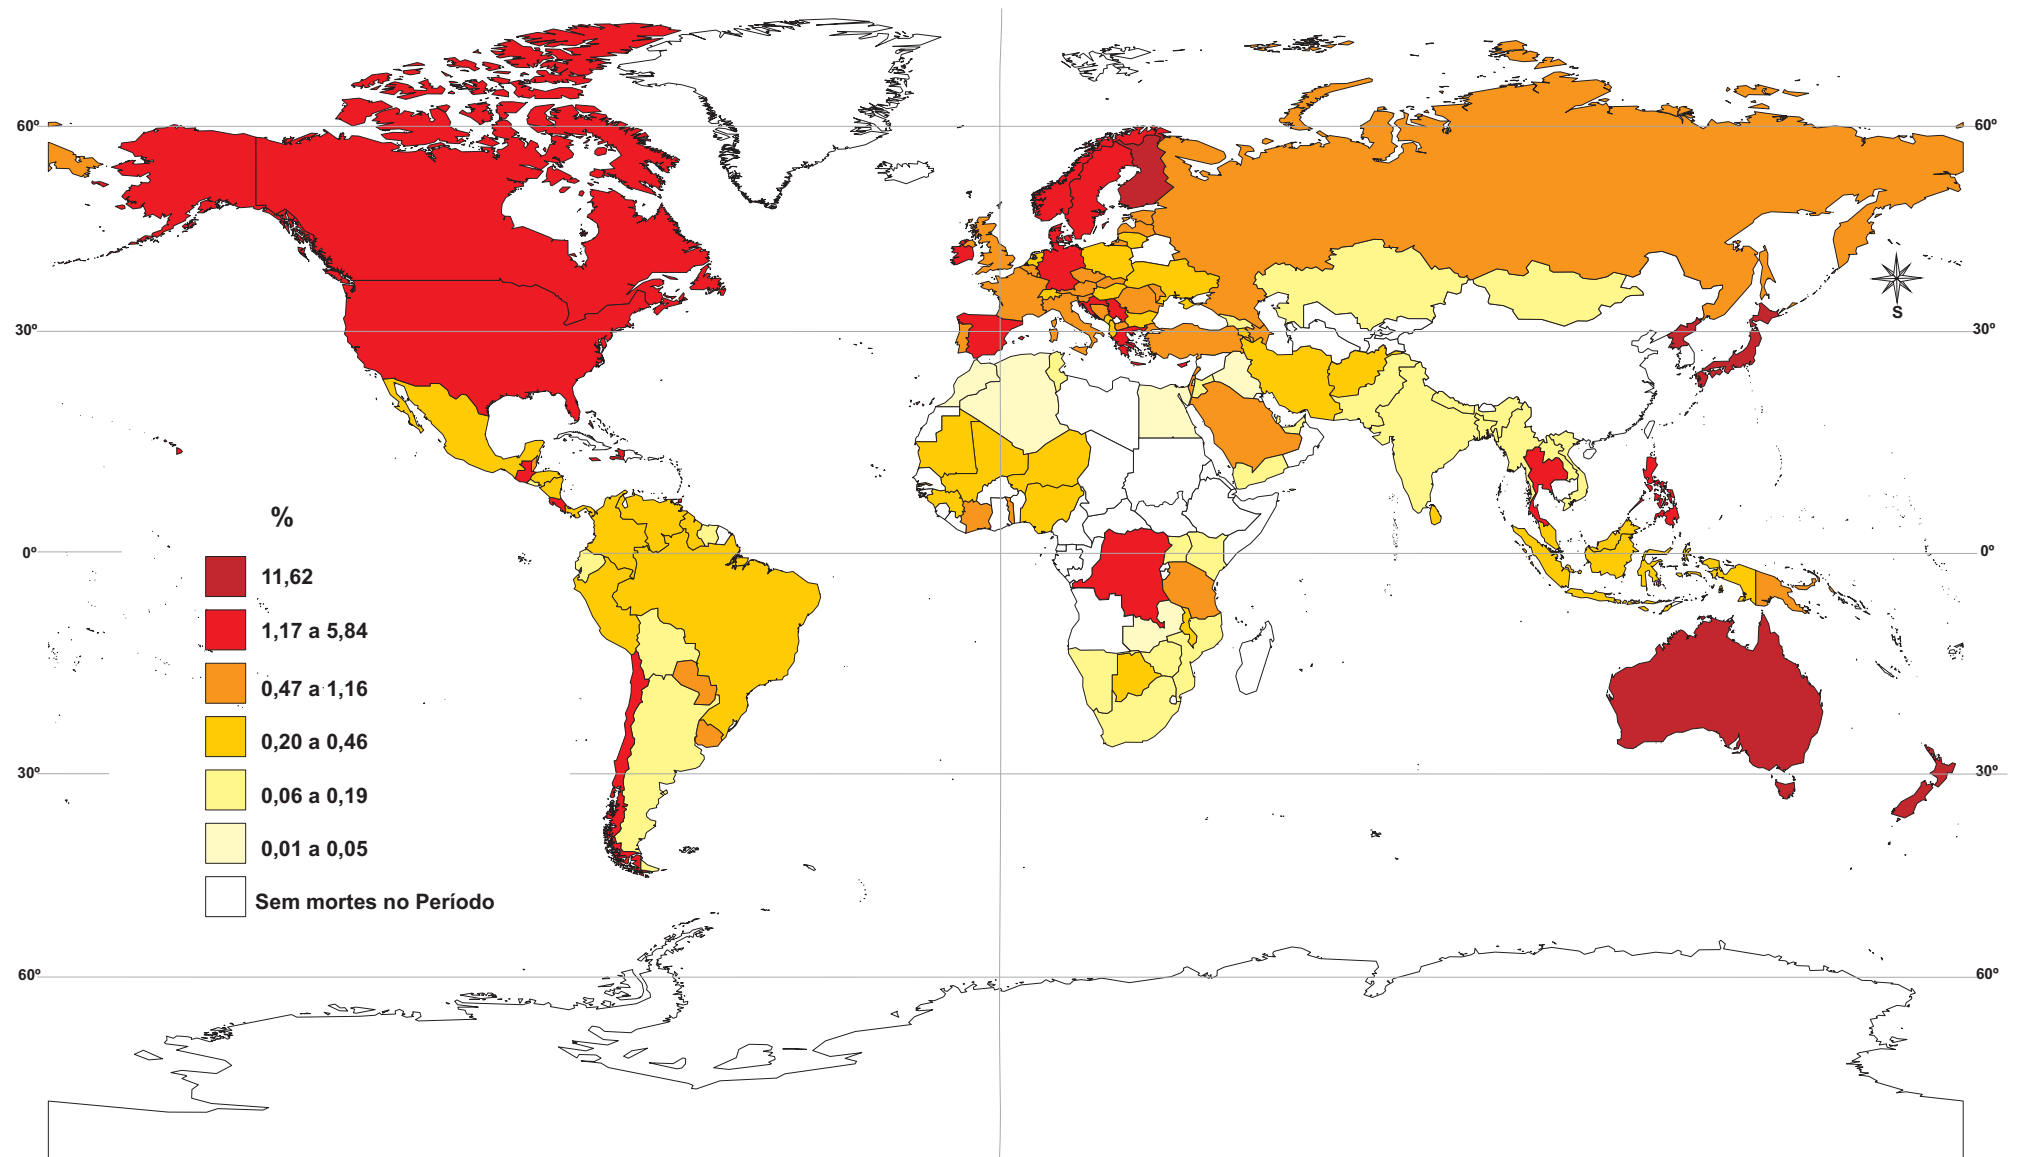 60º
60º
S
30º
30º
%
0º
0º
11,62
1,17 a 5,84
0,47 a 1,16
0,20 a 0,46
30º
30º
0,06 a 0,19
0,01 a 0,05
Sem mortes no Período
60º
60º